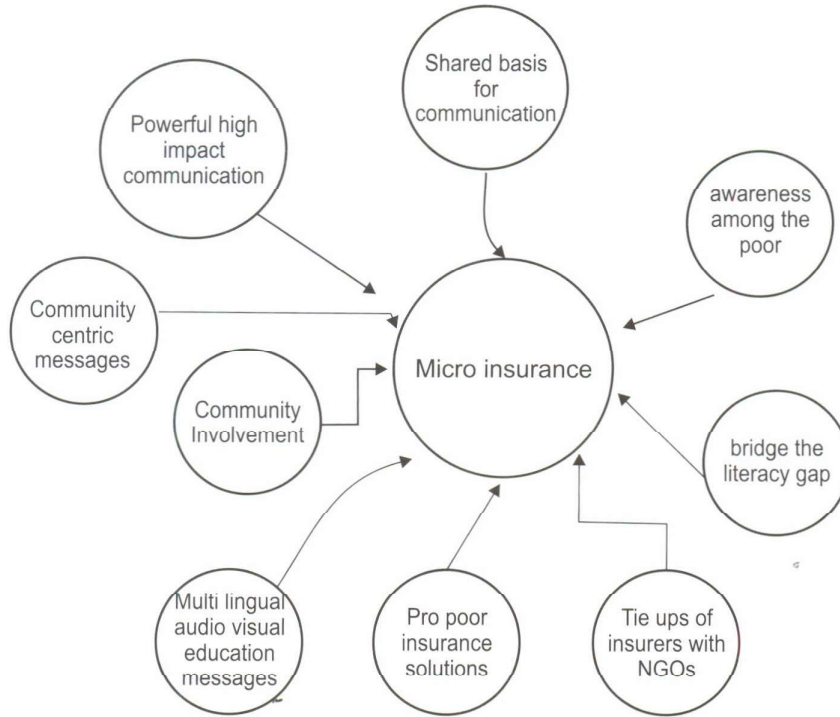 Shared basis
for
communication
Powerful high
impact
communication
awareness
among the
poor
Community
centric
messages
Micro insurance
Community
Involvement
bridge the
literacy gap
Multi lingual
audio visual
education
messages
Pro poor
insurance
solutions
Tie ups of
insurers with
NGOs